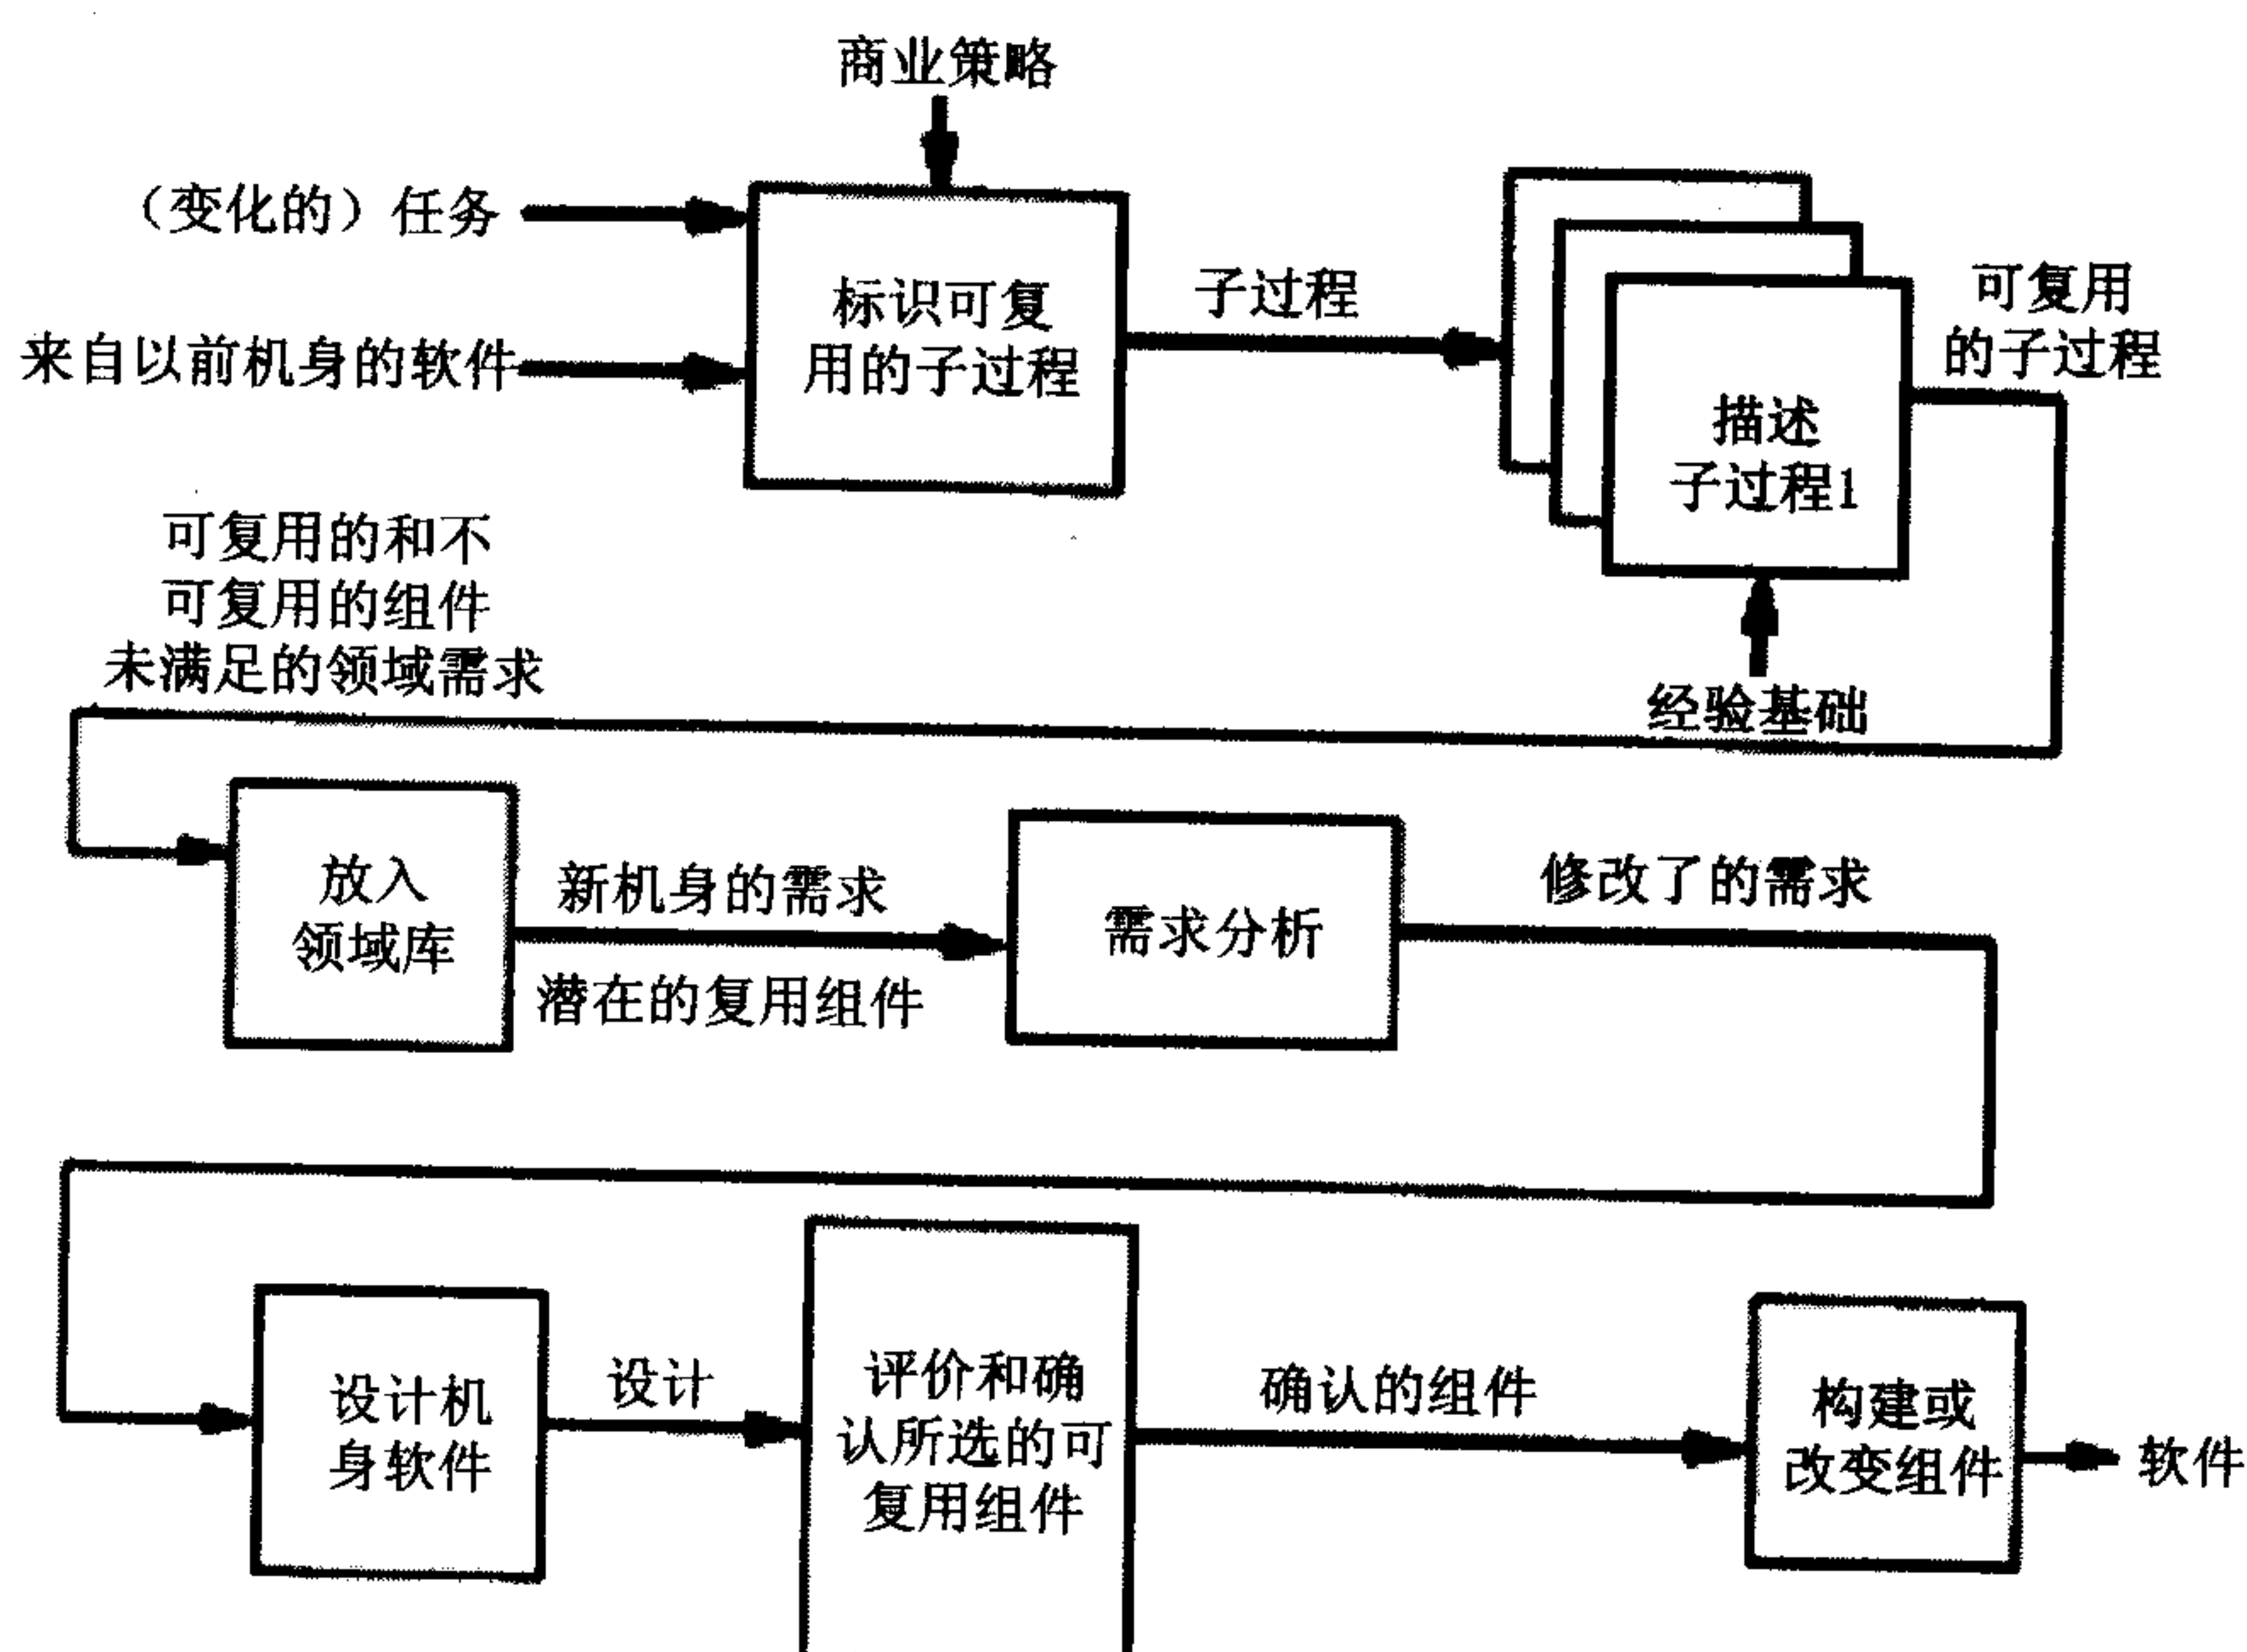 商业策略
（变化的）任务
来自以前机身的软件
标识可复
用的子过程
子过程
描述
子过程1
可复用
的子过程
经验基础
可复用的和不
可复用的组件
未满足的领域需求
放入
领域库
新机身的需求
潜在的复用组件
需求分析
修改了的需求
设计机
身软件
设计
评价和确
认所选的可
复用组件
确认的组件
构建或
改变组件
软件